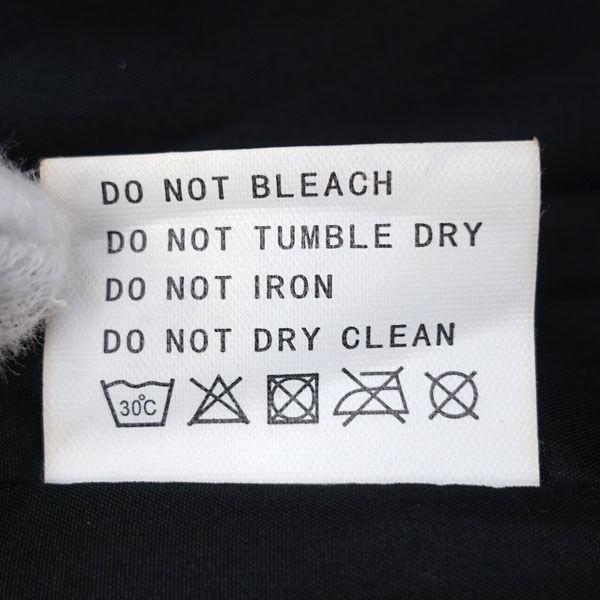 DO NOT BLEACH
DO NOT TUMBLE DRY
DO NOT IRON
DO NOT DRY CLEAN
30°C